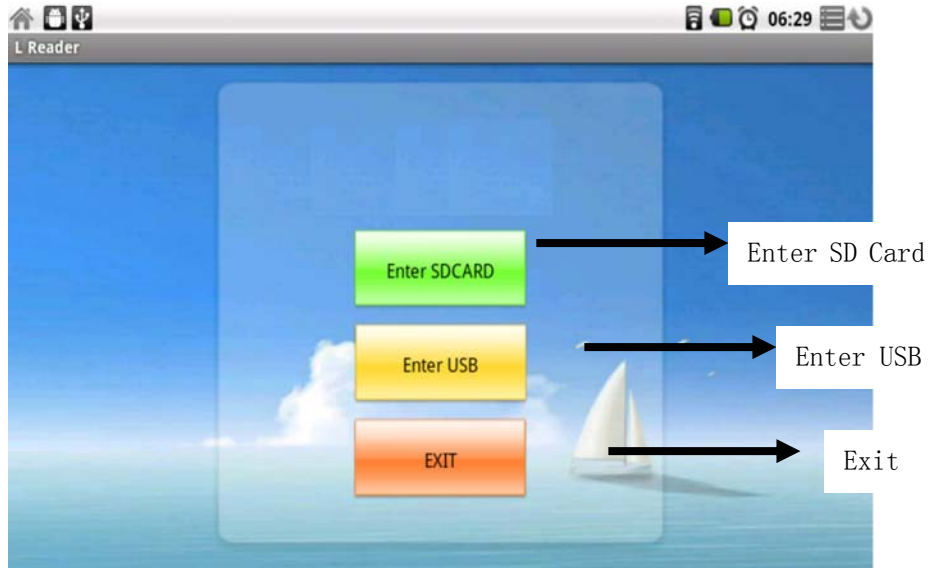 06:29
L Reader
Enter SDCARD
Enter SD Card
Enter USB
Enter USB
EXIT
Exit